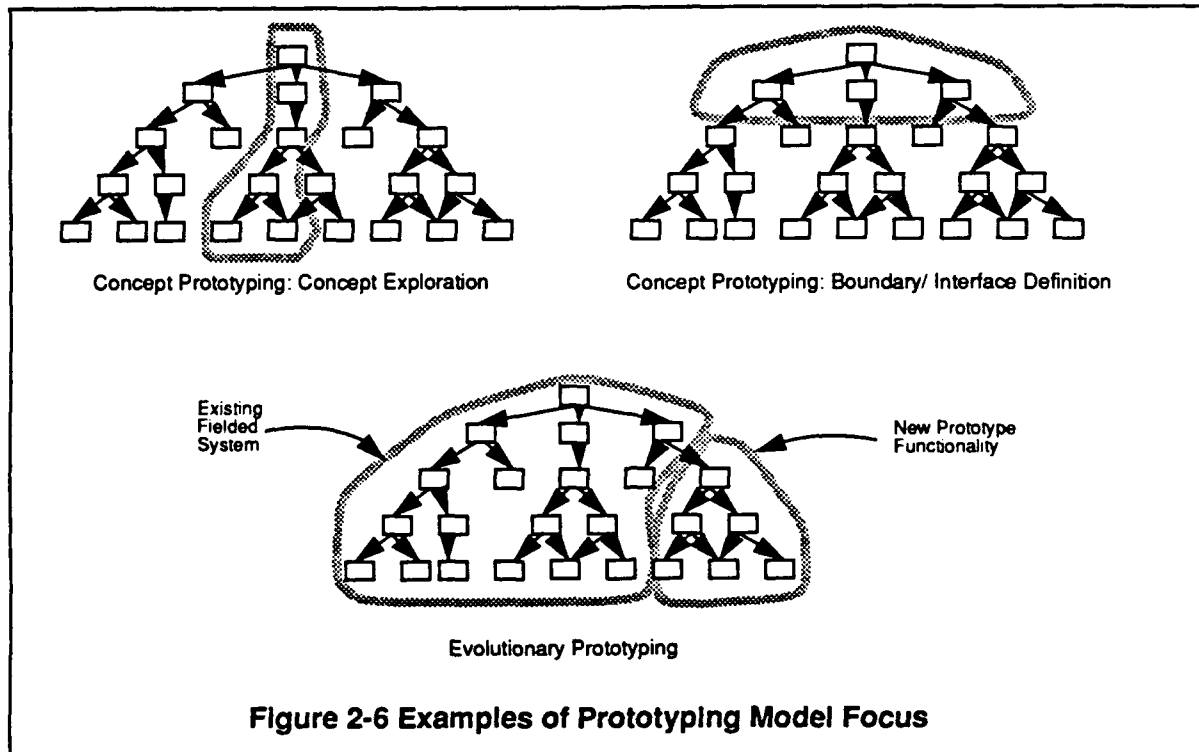 Concept Prototyping: Concept Exploration
Concept Prototyping: Boundary/ Interface Definition
Existing
Fielded
System
New Prototype
Functionality
Evolutionary Prototyping
Figure 2-6 Examples of Prototyping Model Focus